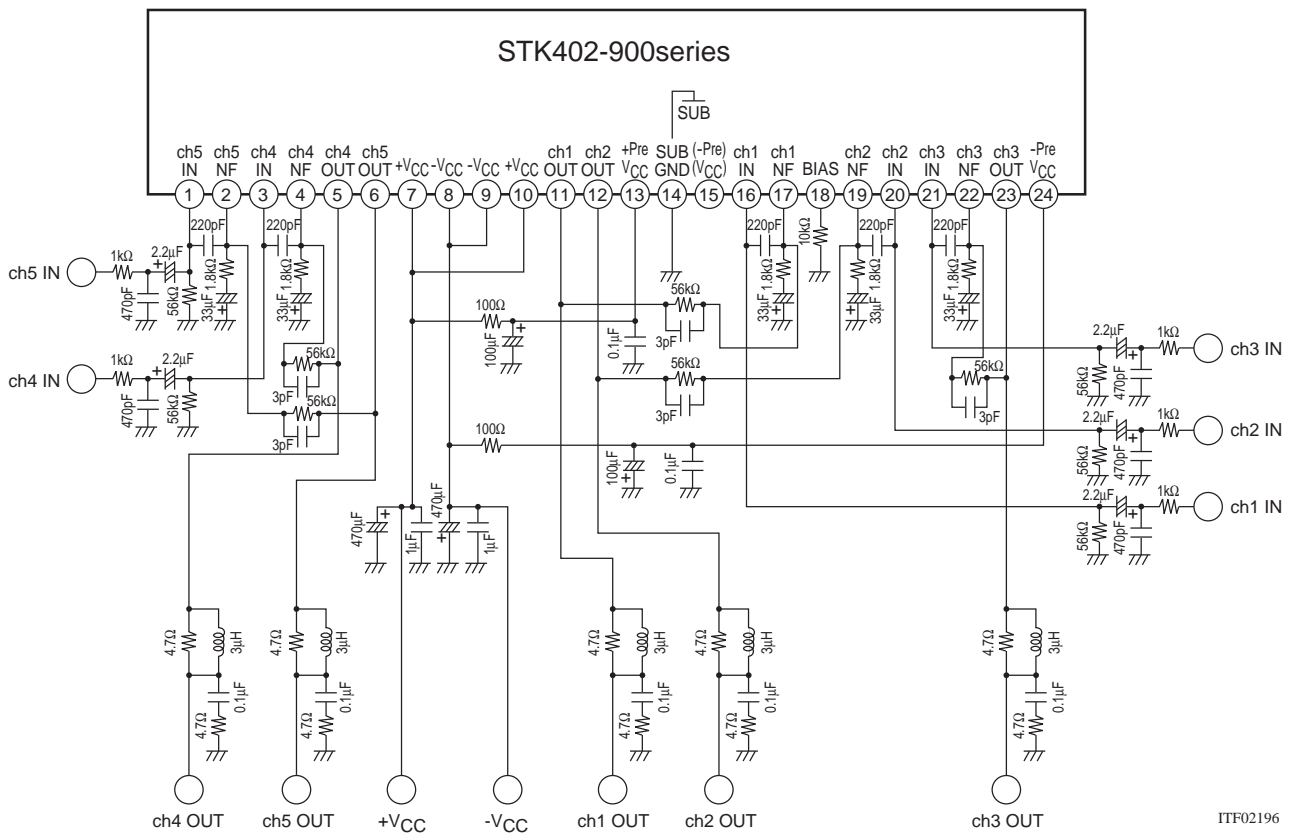 STK402-900series
SUB
ch5 IN
ch5 NF
ch4 IN
ch4 NF
ch4 OUT
ch5 OUT
+VCC
-VCC
-VCC
+VCC
ch1 OUT
ch2 OUT
+Pre VCC
SUB GND
(-Pre) (VCC)
ch1 IN
ch1 NF
BIAS
ch2 NF
ch2 IN
ch3 IN
ch3 NF
ch3 OUT
-Pre VCC
1 2 3 4 5 6 7 8 9 10 11 12 13 14 15 16 17 18 19 20 21 22 23 24
220pF
220pF
220pF
10kΩ
220pF
220pF
ch5 IN
1kΩ
+
2.2µF
470pF
56kΩ
1.8kΩ
33µF
+
1.8kΩ
33µF
+
56kΩ
3pF
1.8kΩ
33µF
+
1.8kΩ
33µF
+
1.8kΩ
33µF
+
100Ω
100µF
+
0.1µF
ch4 IN
1kΩ
+
2.2µF
470pF
56kΩ
56kΩ
3pF
56kΩ
3pF
56kΩ
3pF
56kΩ
3pF
2.2µF
+
1kΩ
ch3 IN
56kΩ
470pF
100Ω
100µF
+
0.1µF
2.2µF
+
1kΩ
ch2 IN
56kΩ
470pF
2.2µF
+
1kΩ
ch1 IN
56kΩ
470pF
470µF
+
1µF
470µF
+
1µF
4.7Ω
3µH
4.7Ω
3µH
4.7Ω
3µH
4.7Ω
3µH
4.7Ω
3µH
4.7Ω
0.1µF
4.7Ω
0.1µF
4.7Ω
0.1µF
4.7Ω
0.1µF
4.7Ω
0.1µF
ch4 OUT
ch5 OUT
+VCC
-VCC
ch1 OUT
ch2 OUT
ch3 OUT
ITF02196